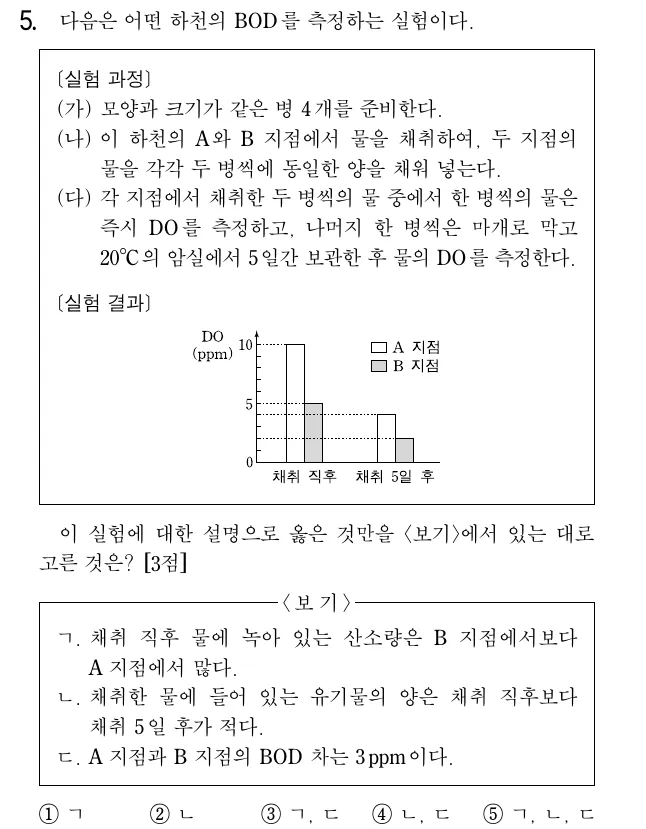 5. 다음은 어떤 하천의 BOD를 측정하는 실험이다.
〔실험 과정〕
(가) 모양과 크기가 같은 병 4개를 준비한다.
(나) 이 하천의 A와 B 지점에서 물을 채취하여, 두 지점의
물을 각각 두 병씩에 동일한 양을 채워 넣는다.
(다) 각 지점에서 채취한 두 병씩의 물 중에서 한 병씩의 물은
즉시 DO를 측정하고, 나머지 한 병씩은 마개로 막고
20℃의 암실에서 5일간 보관한 후 물의 DO를 측정한다.
〔실험 결과〕
DO
(ppm)
10
5
0
A 지점
B 지점
채취 직후 채취 5일 후
이 실험에 대한 설명으로 옳은 것만을 〈보기〉에서 있는 대로
고른 것은? [3점]
〈보 기〉
ㄱ. 채취 직후 물에 녹아 있는 산소량은 B 지점에서보다
A 지점에서 많다.
ㄴ. 채취한 물에 들어 있는 유기물의 양은 채취 직후보다
채취 5일 후가 적다.
ㄷ. A 지점과 B 지점의 BOD 차는 3ppm이다.
① ㄱ ② ㄴ ③ ㄱ, ㄷ ④ ㄴ, ㄷ ⑤ ㄱ, ㄴ, ㄷ